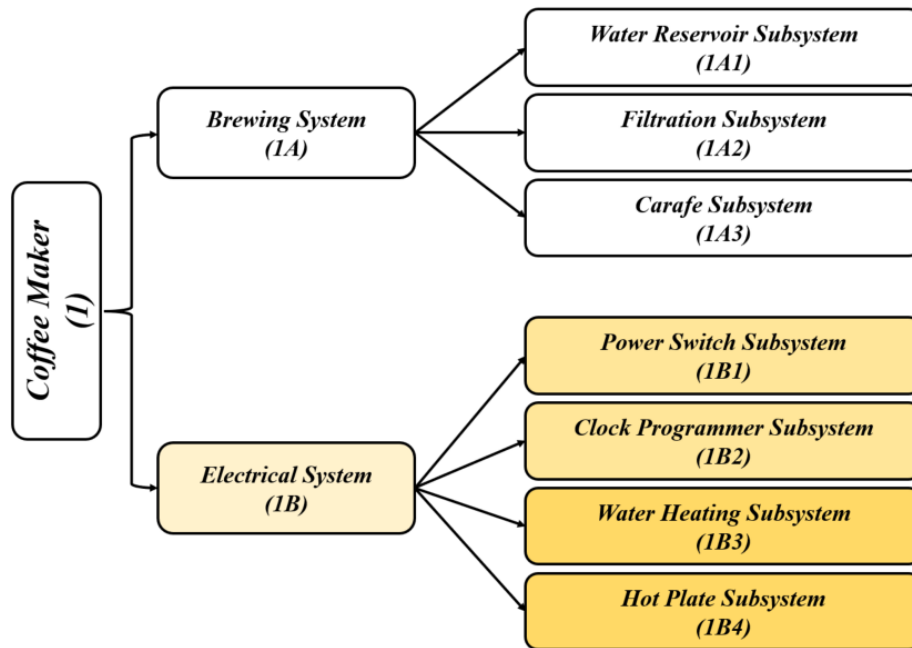 Coffee Maker
(1)
Brewing System
(1A)
Water Reservoir Subsystem
(1A1)
Filtration Subsystem
(1A2)
Carafe Subsystem
(1A3)
Electrical System
(1B)
Power Switch Subsystem
(1B1)
Clock Programmer Subsystem
(1B2)
Water Heating Subsystem
(1B3)
Hot Plate Subsystem
(1B4)